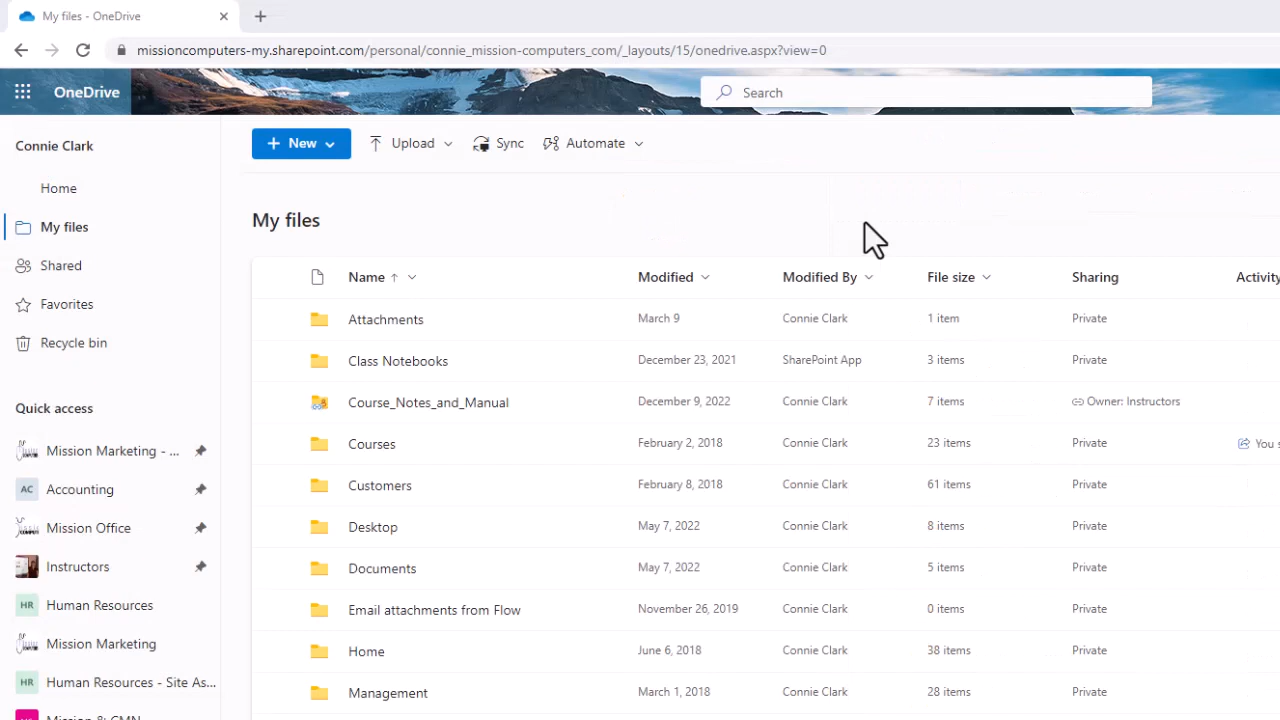 My files - OneDrive
missioncomputers-my.sharepoint.com/personal/connie_mission-computers_com/_layouts/15/onedrive.aspx?view=0
OneDrive
Search
Connie Clark
Home
My files
Shared
Favorites
Recycle bin
Quick access
Mission Marketing - ...
AC Accounting
Mission Office
Instructors
HR Human Resources
Mission Marketing
HR Human Resources - Site As...
New Upload Sync Automate
My files
Name Modified Modified By File size Sharing Activity
Attachments March 9 Connie Clark 1 item Private
Class Notebooks December 23, 2021 SharePoint App 3 items Private
Course_Notes_and_Manual December 9, 2022 Connie Clark 7 items Owner: Instructors
Courses February 2, 2018 Connie Clark 23 items Private You s
Customers February 8, 2018 Connie Clark 61 items Private
Desktop May 7, 2022 Connie Clark 8 items Private
Documents May 7, 2022 Connie Clark 5 items Private
Email attachments from Flow November 26, 2019 Connie Clark 0 items Private
Home June 6, 2018 Connie Clark 38 items Private
Management March 1, 2018 Connie Clark 28 items Private